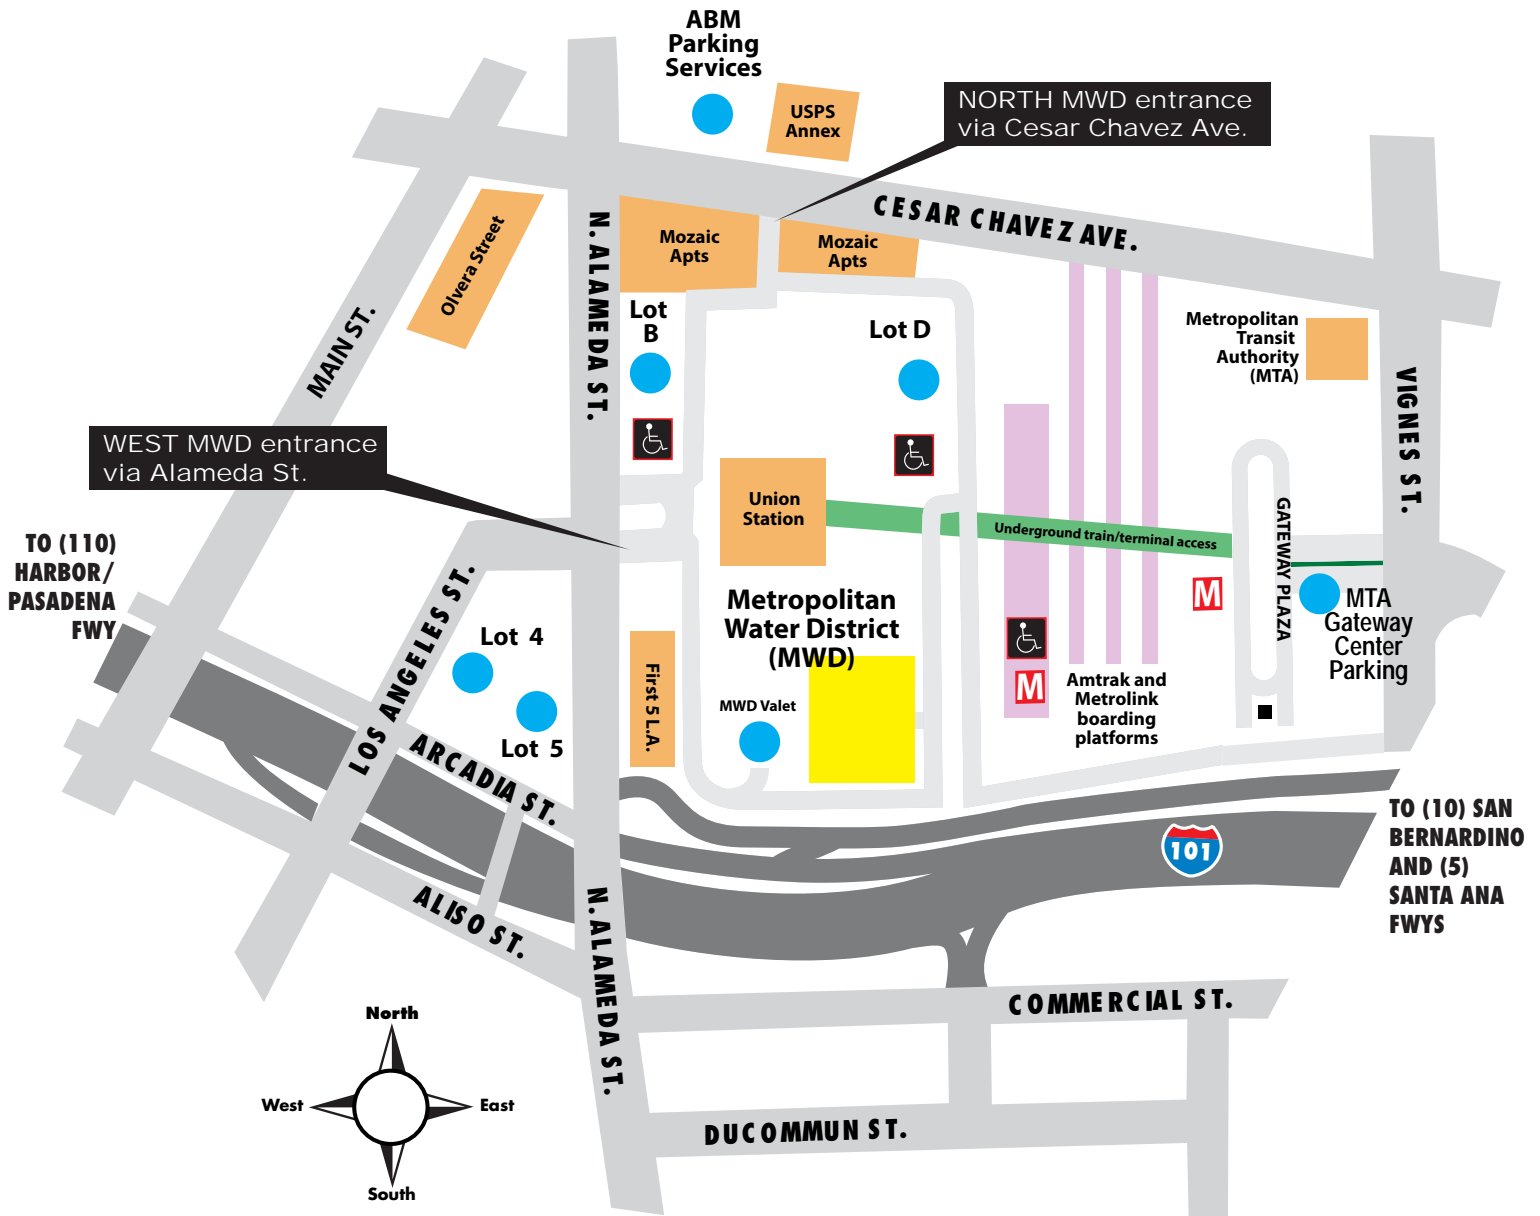 ABM
Parking
Services
USPS
Annex
NORTH MWD entrance
via Cesar Chavez Ave.
CESAR CHAVEZ AVE.
Olvera Street
N. ALAMEDA ST.
Mozaic
Apts
Mozaic
Apts
MAIN ST.
Lot
B
Lot D
Metropolitan
Transit
Authority
(MTA)
VIGNES ST.
WEST MWD entrance
via Alameda St.
Union
Station
Underground train/terminal access
GATEWAY PLAZA
TO (110)
HARBOR/
PASADENA
FWY
LOS ANGELES ST.
M
MTA
Gateway
Center
Parking
Metropolitan
Water District
(MWD)
Lot 4
Lot 5
First 5 L.A.
MWD Valet
M
Amtrak and
Metrolink
boarding
platforms
ARCADIA ST.
101
TO (10) SAN
BERNARDINO
AND (5)
SANTA ANA
FWYS
ALISO ST.
N. ALAMEDA ST.
COMMERCIAL ST.
DUCOMMUN ST.
North
West
East
South